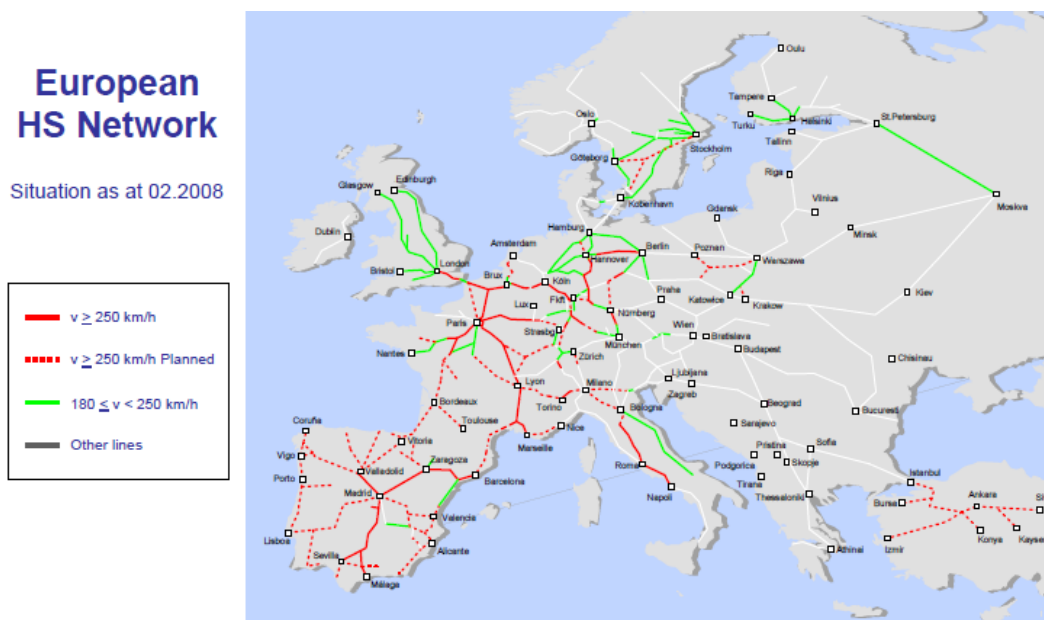 European
HS Network
Situation as at 02.2008
v ≥ 250 km/h
v ≥ 250 km/h Planned
180 ≤ v < 250 km/h
Other lines
Oulu
Tampere
Turku
Helsinki
Tallinn
St.Petersburg
Oslo
Stockholm
Göteborg
Riga
Glasgow
Edinburgh
Kobenhavn
Vilnius
Moskva
Gdansk
Minsk
Dublin
Hamburg
Amsterdam
Berlin
Poznan
Hannover
Warszawa
Bristol
London
Brux
Köln
Praha
Katowice
Krakow
Kiev
Lux
Fkft
Nürnberg
Paris
Strasbg
Wien
Bratislava
München
Budapest
Nantes
Zürich
Chisinau
Ljubljana
Zagreb
Lyon
Milano
Bordeaux
Torino
Bologna
Beograd
Bucuresti
Coruña
Toulouse
Nice
Sarajevo
Vitoria
Marseille
Pristina
Sofia
Vigo
Zaragoza
Rome
Podgorica
Skopje
Istanbul
Valladolid
Porto
Barcelona
Tirana
Madrid
Napoli
Thessaloniki
Bursa
Ankara
Si
Valencia
Lisboa
Alicante
Izmir
Konya
Kayse
Sevilla
Athinai
Málaga